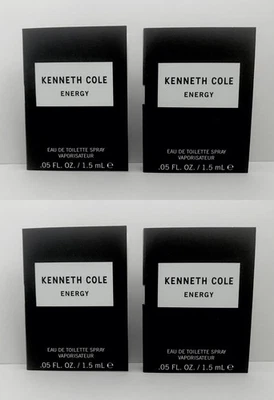 KENNETH COLE
ENERGY
EAU DE TOILETTE SPRAY
VAPORISATEUR
.05 FL. OZ. / 1.5 mL ℮
KENNETH COLE
ENERGY
EAU DE TOILETTE SPRAY
VAPORISATEUR
.05 FL. OZ. / 1.5 mL ℮
KENNETH COLE
ENERGY
EAU DE TOILETTE SPRAY
VAPORISATEUR
.05 FL. OZ. / 1.5 mL ℮
KENNETH COLE
ENERGY
EAU DE TOILETTE SPRAY
VAPORISATEUR
.05 FL. OZ. / 1.5 mL ℮